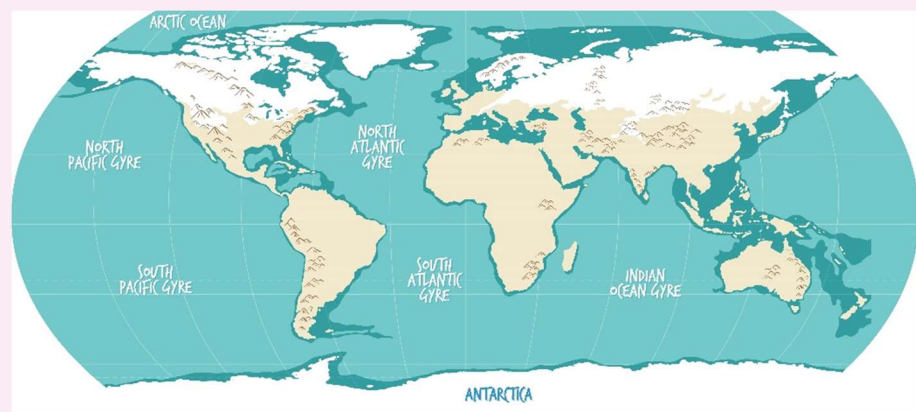 ARCTIC OCEAN
NORTH
PACIFIC GYRE
NORTH
ATLANTIC
GYRE
SOUTH
PACIFIC GYRE
SOUTH
ATLANTIC
GYRE
INDIAN
OCEAN GYRE
ANTARCTICA